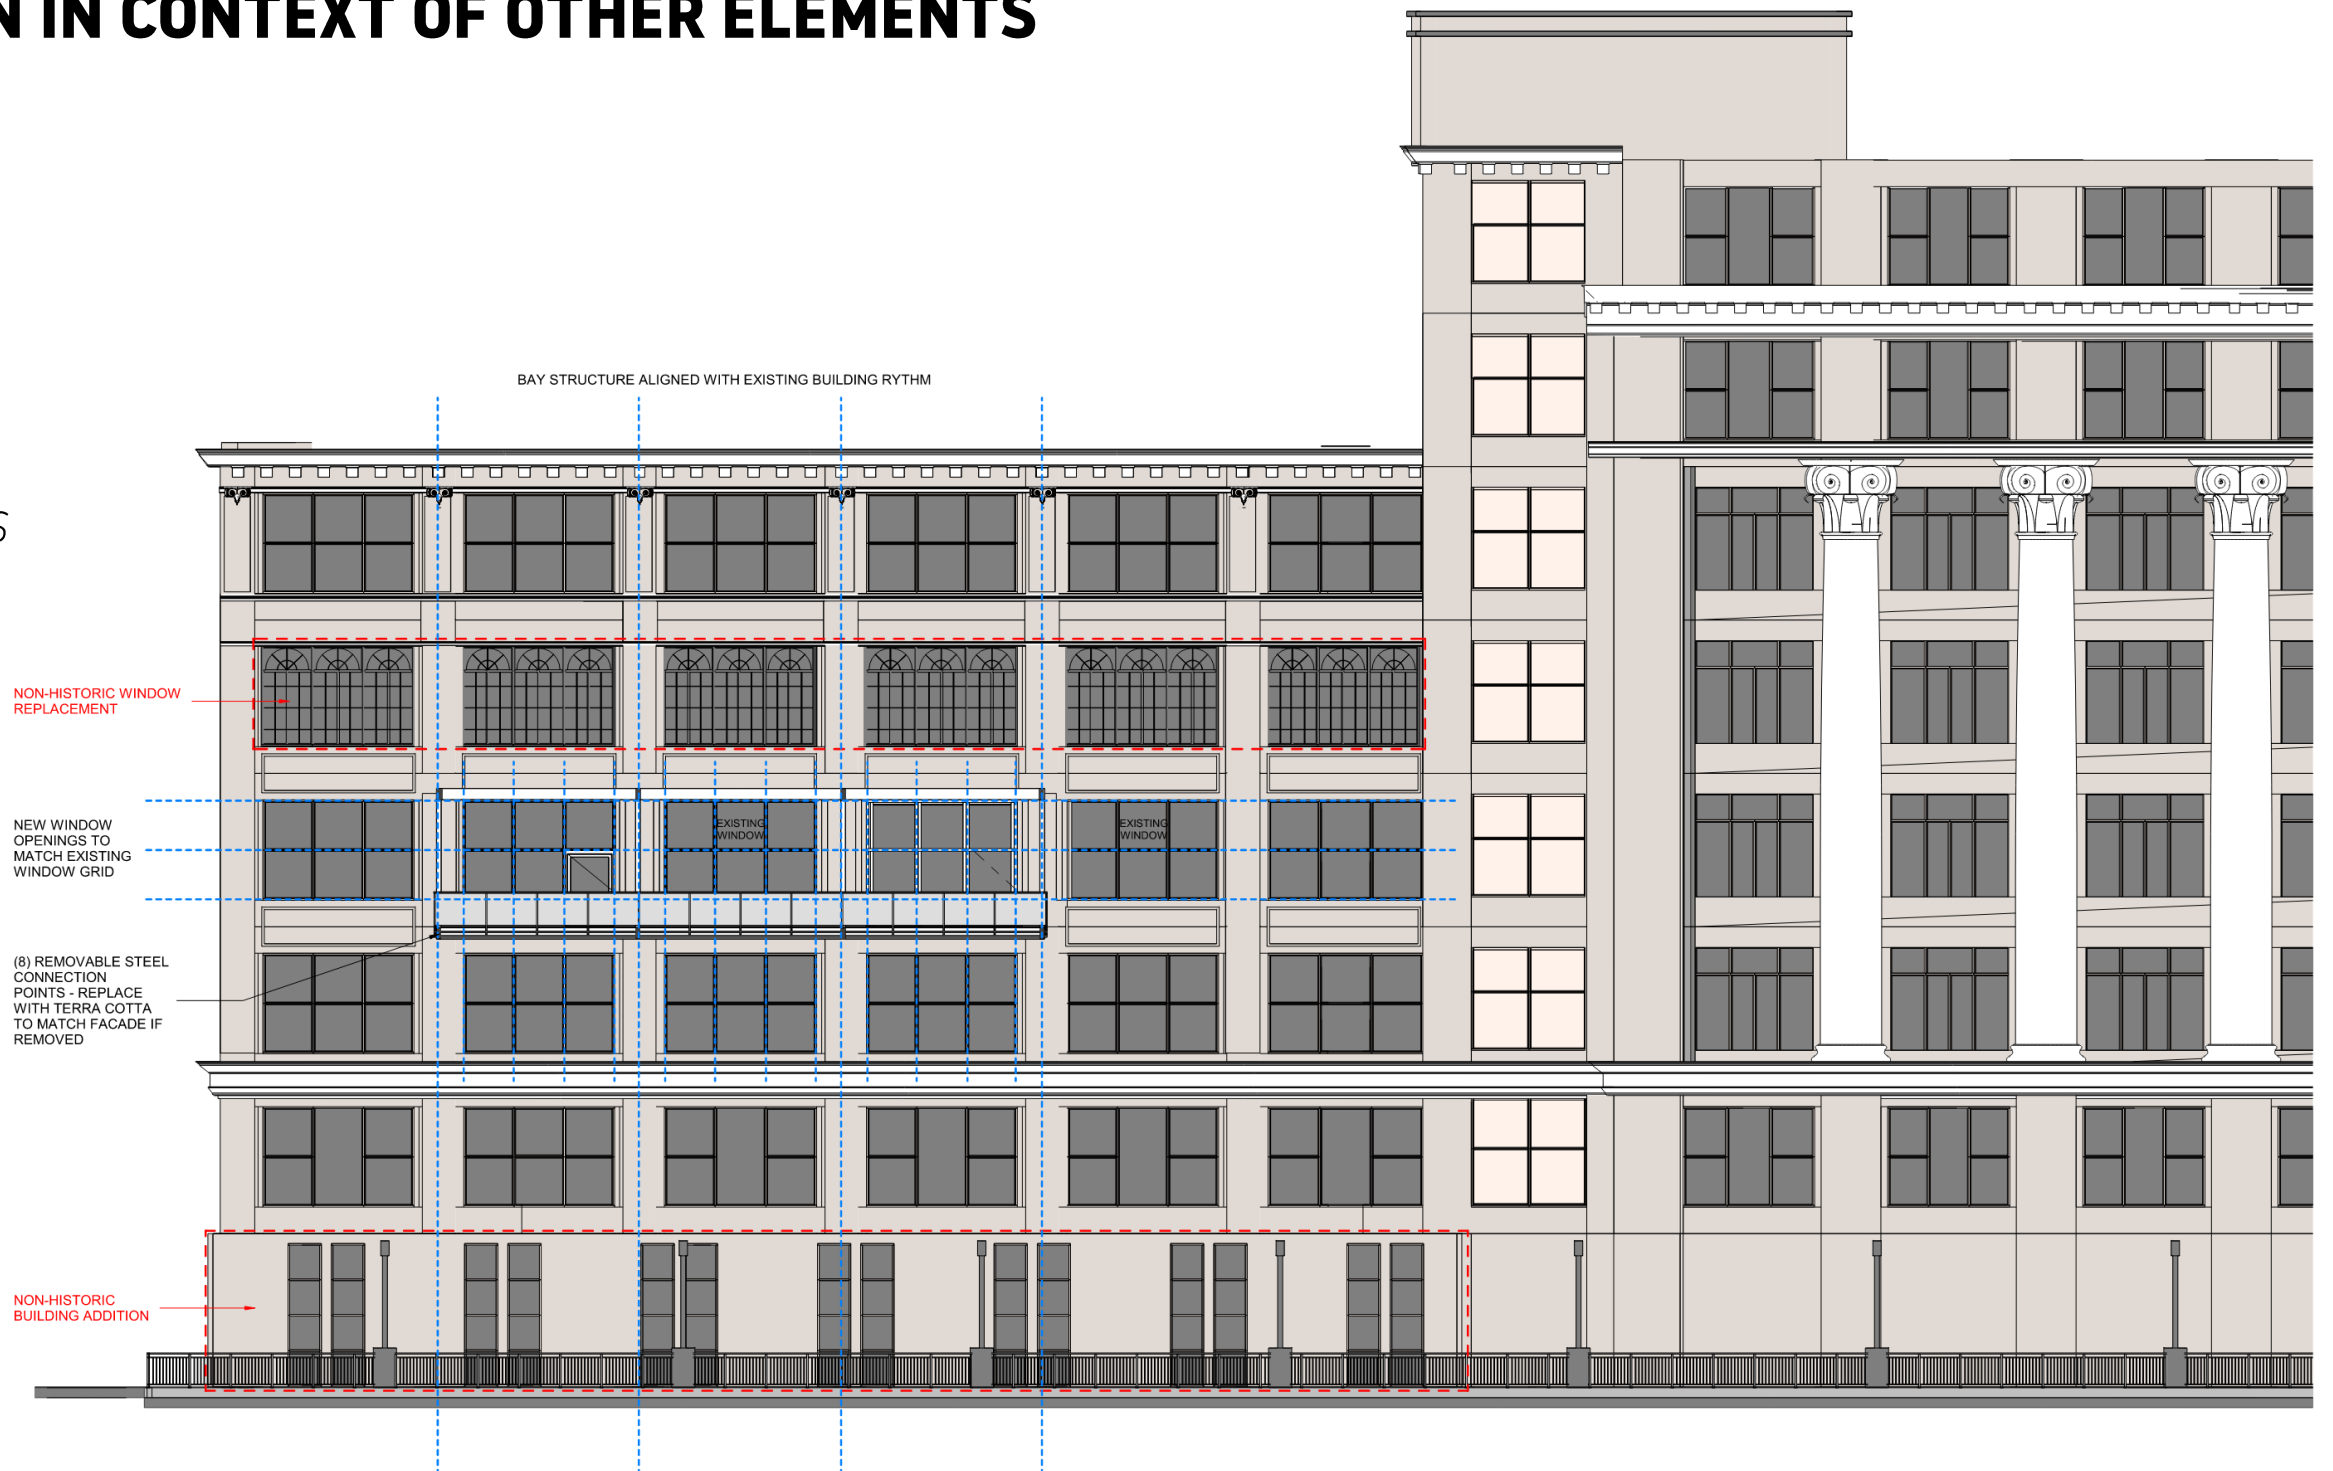 N IN CONTEXT OF OTHER ELEMENTS
BAY STRUCTURE ALIGNED WITH EXISTING BUILDING RYTHM
S
NON-HISTORIC WINDOW
REPLACEMENT
NEW WINDOW
OPENINGS TO
MATCH EXISTING
WINDOW GRID
EXISTING
WINDOW
EXISTING
WINDOW
(8) REMOVABLE STEEL
CONNECTION
POINTS - REPLACE
WITH TERRA COTTA
TO MATCH FACADE IF
REMOVED
NON-HISTORIC
BUILDING ADDITION